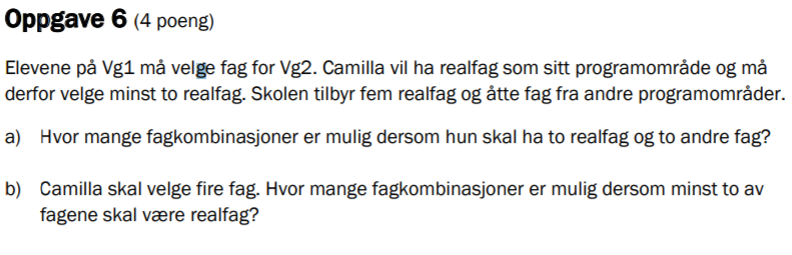 Oppgave 6 (4 poeng)
Elevene på Vg1 må velge fag for Vg2. Camilla vil ha realfag som sitt programområde og må
derfor velge minst to realfag. Skolen tilbyr fem realfag og åtte fag fra andre programområder.
a) Hvor mange fagkombinasjoner er mulig dersom hun skal ha to realfag og to andre fag?
b) Camilla skal velge fire fag. Hvor mange fagkombinasjoner er mulig dersom minst to av
fagene skal være realfag?